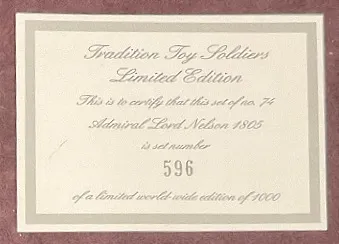 Tradition Toy Soldiers
Limited Edition
This is to certify that this set of no. 74
Admiral Lord Nelson 1805
is set number
596
of a limited world-wide edition of 1000